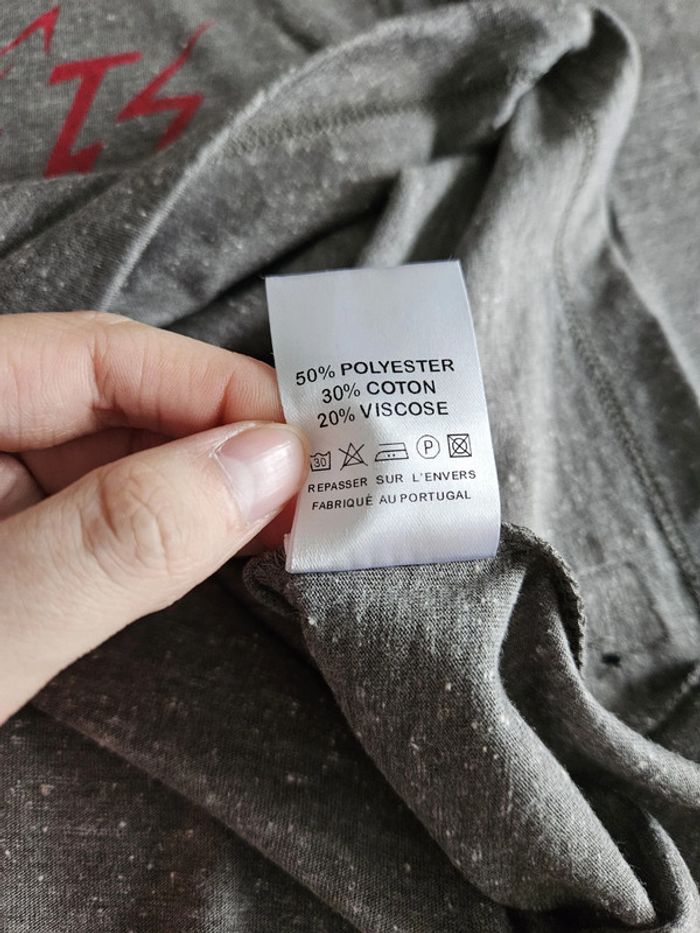 50% POLYESTER
30% COTON
20% VISCOSE
30 P
REPASSER SUR L'ENVERS
FABRIQUÉ AU PORTUGAL